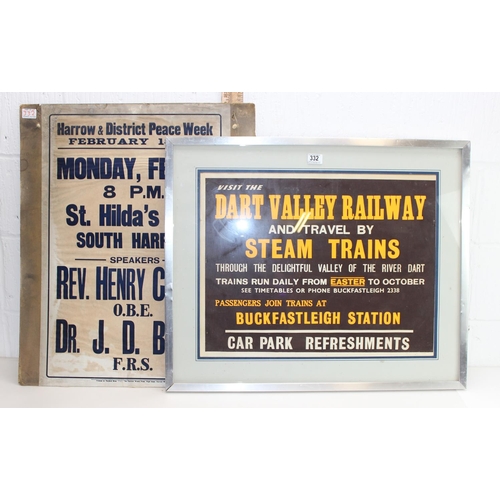 Harrow & District Peace Week
FEBRUARY
MONDAY,
8 P.M.
St. Hilda's
SOUTH
SPEAKERS
REV. HENRY
O.B.E.
DR. J. D.
F.R.S.
332
VISIT THE
DART VALLEY RAILWAY
AND TRAVEL BY
STEAM TRAINS
THROUGH THE DELIGHTFUL VALLEY OF THE RIVER DART
TRAINS RUN DAILY FROM EASTER TO OCTOBER
SEE TIMETABLES OR PHONE BUCKFASTLEIGH 2338
PASSENGERS JOIN TRAINS AT
BUCKFASTLEIGH STATION
CAR PARK REFRESHMENTS